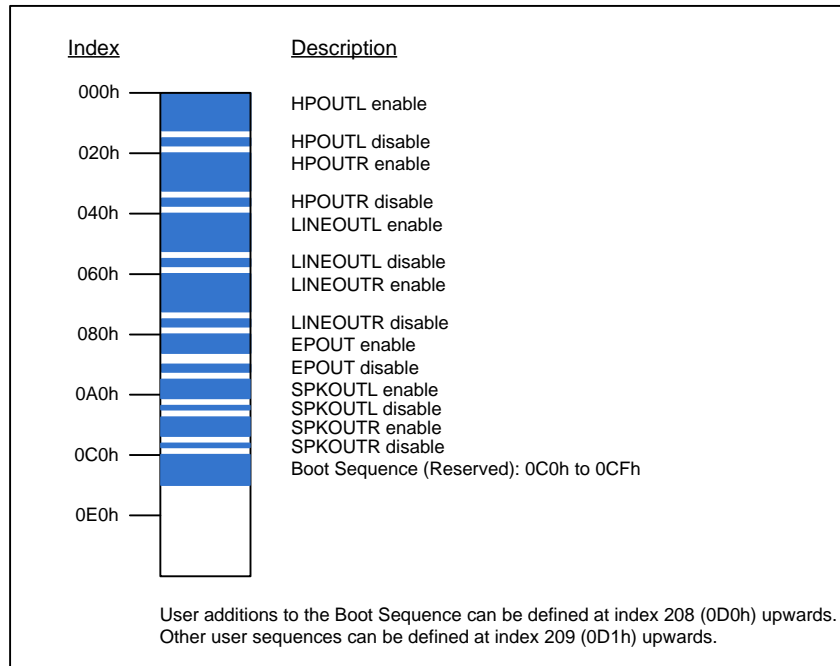 Index Description
000h
HPOUTL enable
HPOUTL disable
020h
HPOUTR enable
HPOUTR disable
040h
LINEOUTL enable
LINEOUTL disable
060h
LINEOUTR enable
LINEOUTR disable
080h
EPOUT enable
EPOUT disable
0A0h
SPKOUTL enable
SPKOUTL disable
SPKOUTR enable
SPKOUTR disable
0C0h
Boot Sequence (Reserved): 0C0h to 0CFh
0E0h
User additions to the Boot Sequence can be defined at index 208 (0D0h) upwards.
Other user sequences can be defined at index 209 (0D1h) upwards.